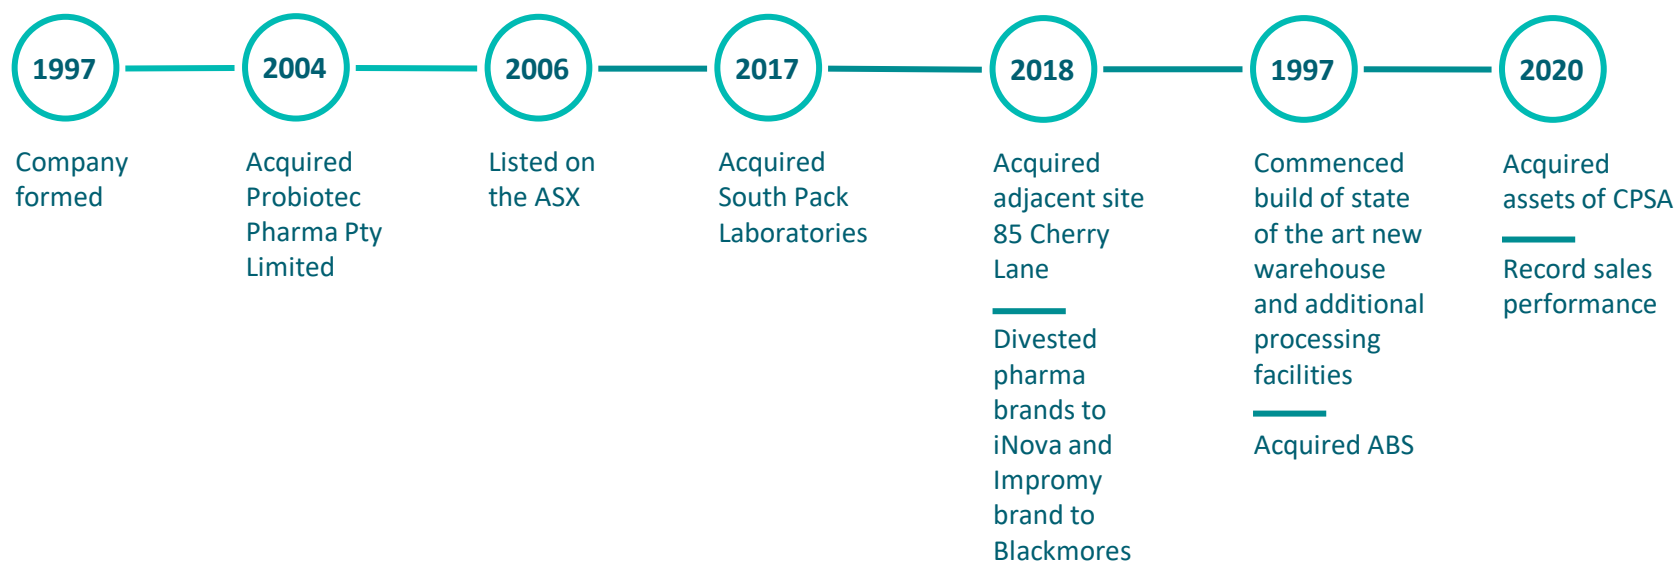 1997
Company
formed
2004
Acquired
Probiotec
Pharma Pty
Limited
2006
Listed on
the ASX
2017
Acquired
South Pack
Laboratories
2018
Acquired
adjacent site
85 Cherry
Lane
Divested
pharma
brands to
iNova and
Impromy
brand to
Blackmores
1997
Commenced
build of state
of the art new
warehouse
and additional
processing
facilities
Acquired ABS
2020
Acquired
assets of CPSA
Record sales
performance